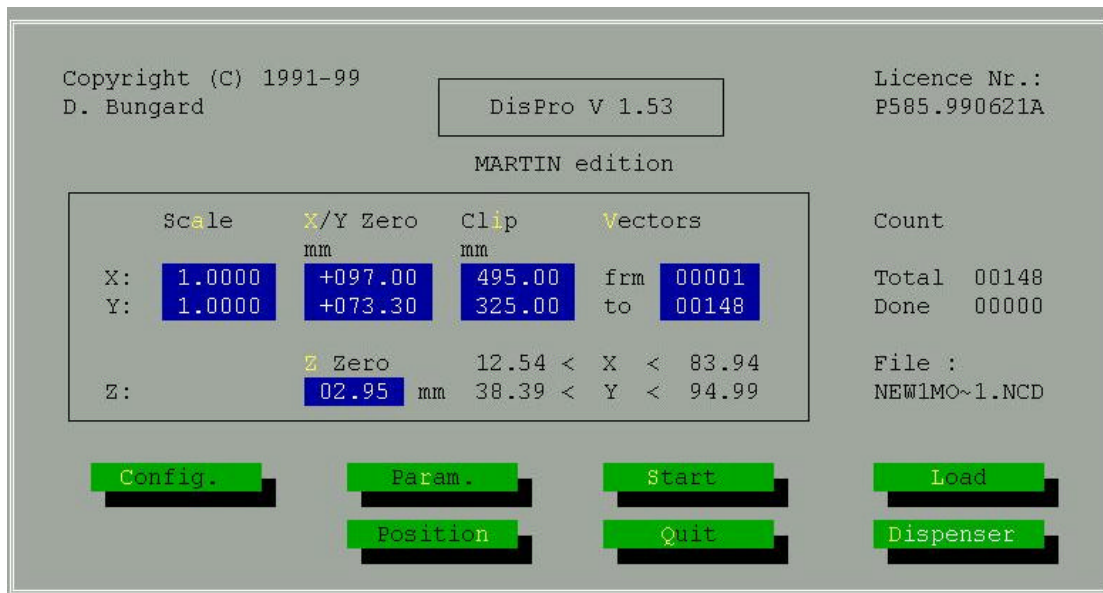 Copyright (C) 1991-99
D. Bungard
DisPro V 1.53
Licence Nr.:
P585.990621A
MARTIN edition
Scale X/Y Zero Clip Vectors Count
mm mm
X: 1.0000 +097.00 495.00 frm 00001 Total 00148
Y: 1.0000 +073.30 325.00 to 00148 Done 00000
Z Zero 12.54 < X < 83.94 File :
Z: 02.95 mm 38.39 < Y < 94.99 NEW1MO~1.NCD
Config. Param. Start Load
Position Quit Dispenser